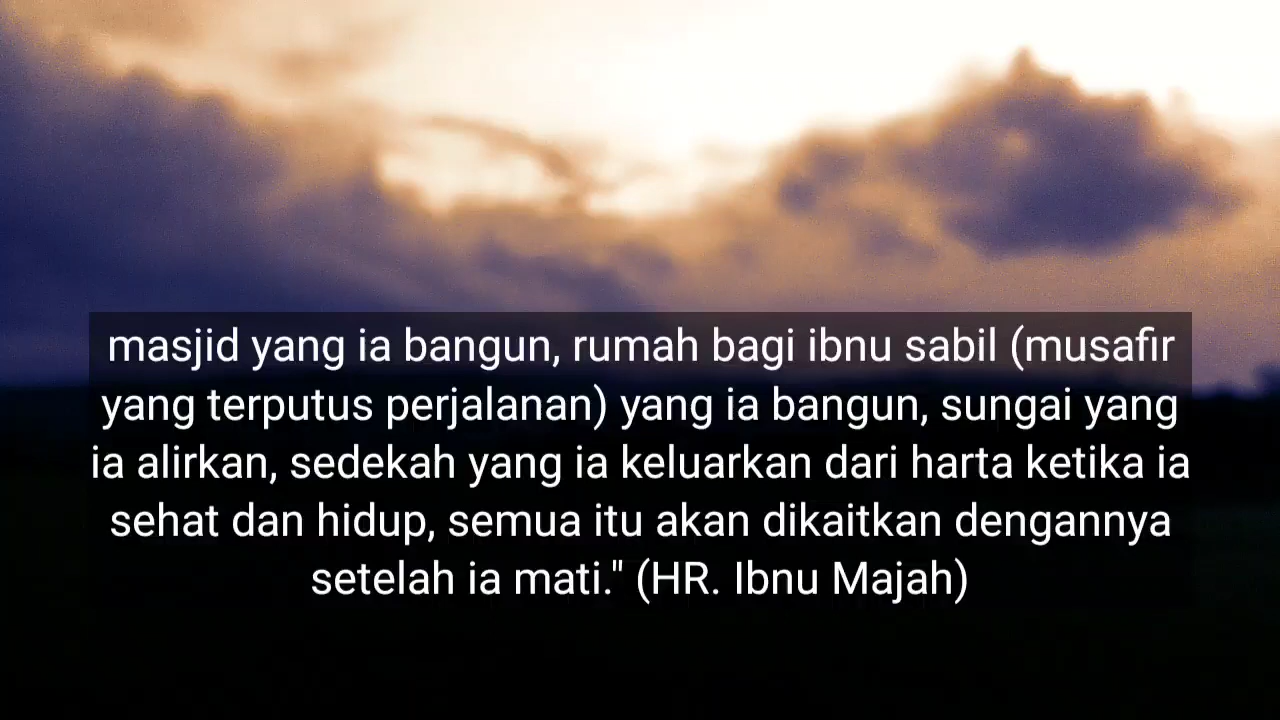 masjid yang ia bangun, rumah bagi ibnu sabil (musafir
yang terputus perjalanan) yang ia bangun, sungai yang
ia alirkan, sedekah yang ia keluarkan dari harta ketika ia
sehat dan hidup, semua itu akan dikaitkan dengannya
setelah ia mati." (HR. Ibnu Majah)